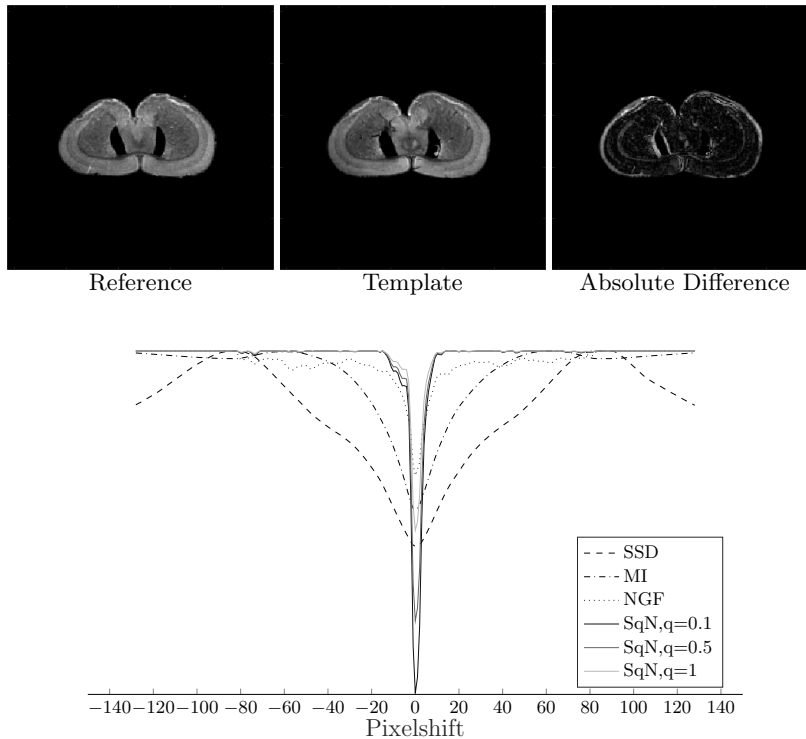 Reference
Template
Absolute Difference
SSD
MI
NGF
SqN,q=0.1
SqN,q=0.5
SqN,q=1
−140 −120 −100 −80 −60 −40 −20 0 20 40 60 80 100 120 140
Pixelshift